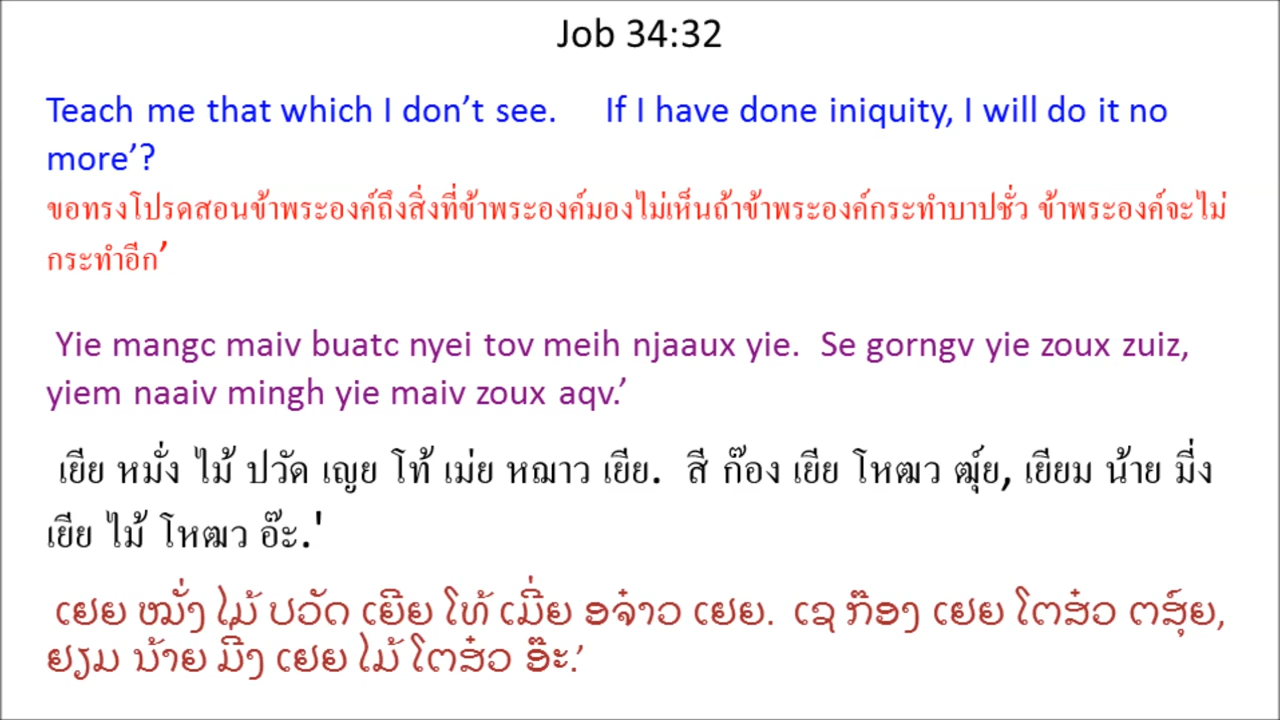 Job 34:32
Teach me that which I don’t see. If I have done iniquity, I will do it no
more’?
ขอทรงโปรดสอนข้าพระองค์ถึงสิ่งที่ข้าพระองค์มองไม่เห็นถ้าข้าพระองค์กระทำบาปชั่ว ข้าพระองค์จะไม่
กระทำอีก’
Yie mangc maiv buatc nyei tov meih njaaux yie. Se gorngv yie zoux zuiz,
yiem naaiv mingh yie maiv zoux aqv.’
เยีย หมั่ง ไม้ ปวัด เญย โท้ เม่ย หฌาว เยีย. สี ก๊อง เยีย โหฒว ฒุ์ย, เยียม น้าย มี่ง
เยีย ไม้ โหฒว อ๊ะ.'
ເຢຍ ໝັ່ງ ໄມ້ ປວັດ ເຍີຍ ໂທ້ ເມີ່ຍ ອຈ໋າວ ເຢຍ. ເຊ ກ໊ອງ ເຢຍ ໂຕສ໋ວ ຕສຸ໌ຍ,
ຢຽມ ນ້າຍ ມີ່ງ ເຢຍ ໄມ້ ໂຕສ໋ວ ອ໊ະ.’